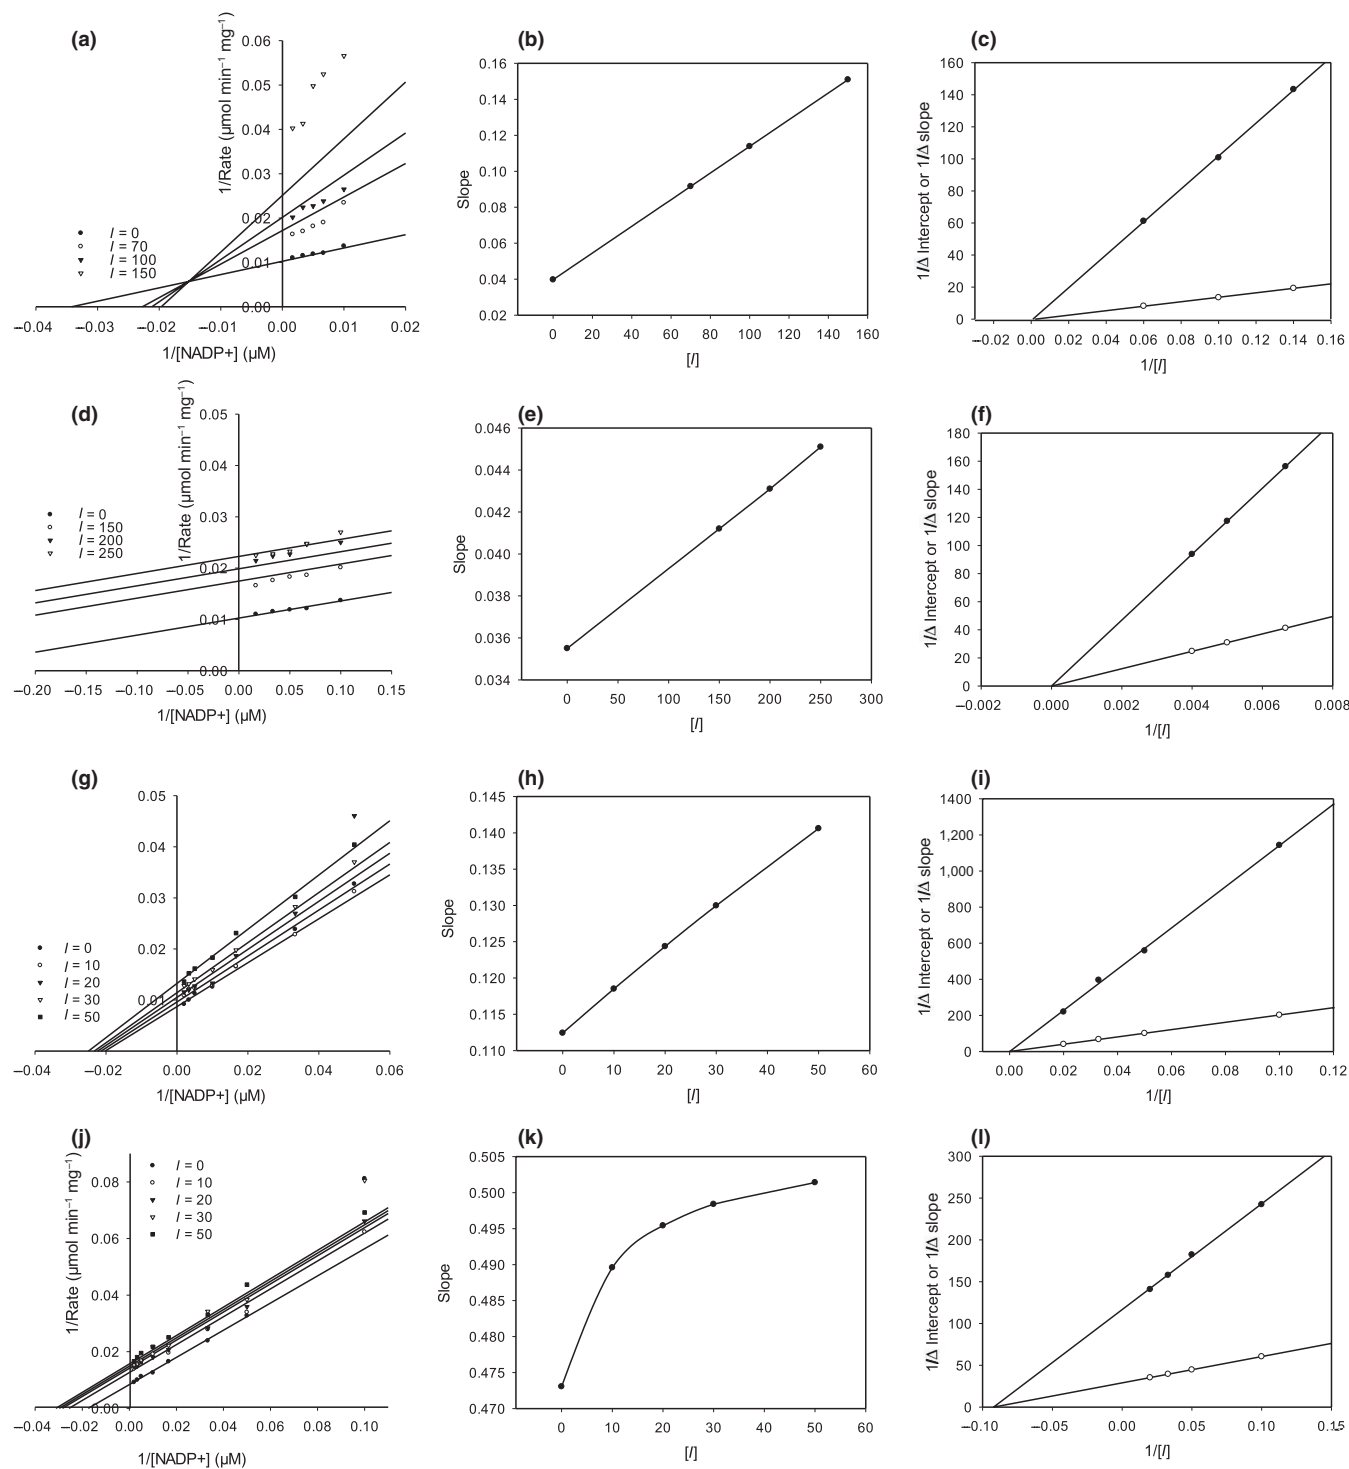 (a)
1/Rate (µmol min⁻¹ mg⁻¹)
0.06
0.05
0.04
0.03
0.02
0.01
0.00
I = 0
I = 70
I = 100
I = 150
–0.04 –0.03 –0.02 –0.01 0.00 0.01 0.02
1/[NADP+] (µM)
(b)
Slope
0.16
0.14
0.12
0.10
0.08
0.06
0.04
0.02
0 20 40 60 80 100 120 140 160
[I]
(c)
1/Δ Intercept or 1/Δ slope
160
140
120
100
80
60
40
20
0
–0.02 0.00 0.02 0.04 0.06 0.08 0.10 0.12 0.14 0.16
1/[I]
(d)
1/Rate (µmol min⁻¹ mg⁻¹)
0.05
0.04
0.03
0.02
0.01
0.00
I = 0
I = 150
I = 200
I = 250
–0.20 –0.15 –0.10 –0.05 0.00 0.05 0.10 0.15
1/[NADP+] (µM)
(e)
Slope
0.046
0.044
0.042
0.040
0.038
0.036
0.034
0 50 100 150 200 250 300
[I]
(f)
1/Δ Intercept or 1/Δ slope
180
160
140
120
100
80
60
40
20
0
–0.002 0.000 0.002 0.004 0.006 0.008
1/[I]
(g)
0.05
0.04
0.03
0.02
0.01
I = 0
I = 10
I = 20
I = 30
I = 50
–0.04 –0.02 0.00 0.02 0.04 0.06
1/[NADP+] (µM)
(h)
Slope
0.145
0.140
0.135
0.130
0.125
0.120
0.115
0.110
0 10 20 30 40 50 60
[I]
(i)
1/Δ Intercept or 1/Δ slope
1400
1,200
1,000
800
600
400
200
0
0.00 0.02 0.04 0.06 0.08 0.10 0.12
1/[I]
(j)
1/Rate (µmol min⁻¹ mg⁻¹)
0.08
0.06
0.04
0.02
0.00
I = 0
I = 10
I = 20
I = 30
I = 50
–0.04 –0.02 0.00 0.02 0.04 0.06 0.08 0.10
1/[NADP+] (µM)
(k)
Slope
0.505
0.500
0.495
0.490
0.485
0.480
0.475
0.470
0 10 20 30 40 50 60
[I]
(l)
1/Δ Intercept or 1/Δ slope
300
250
200
150
100
50
0
–0.10 –0.05 0.00 0.05 0.10 0.15
1/[I]